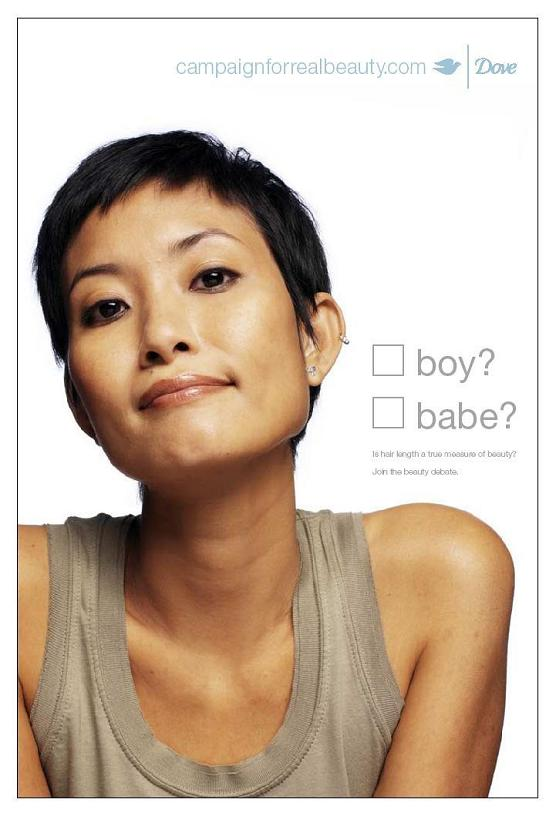 campaignforrealbeauty.com Dove
boy?
babe?
Is hair length a true measure of beauty?
Join the beauty debate.